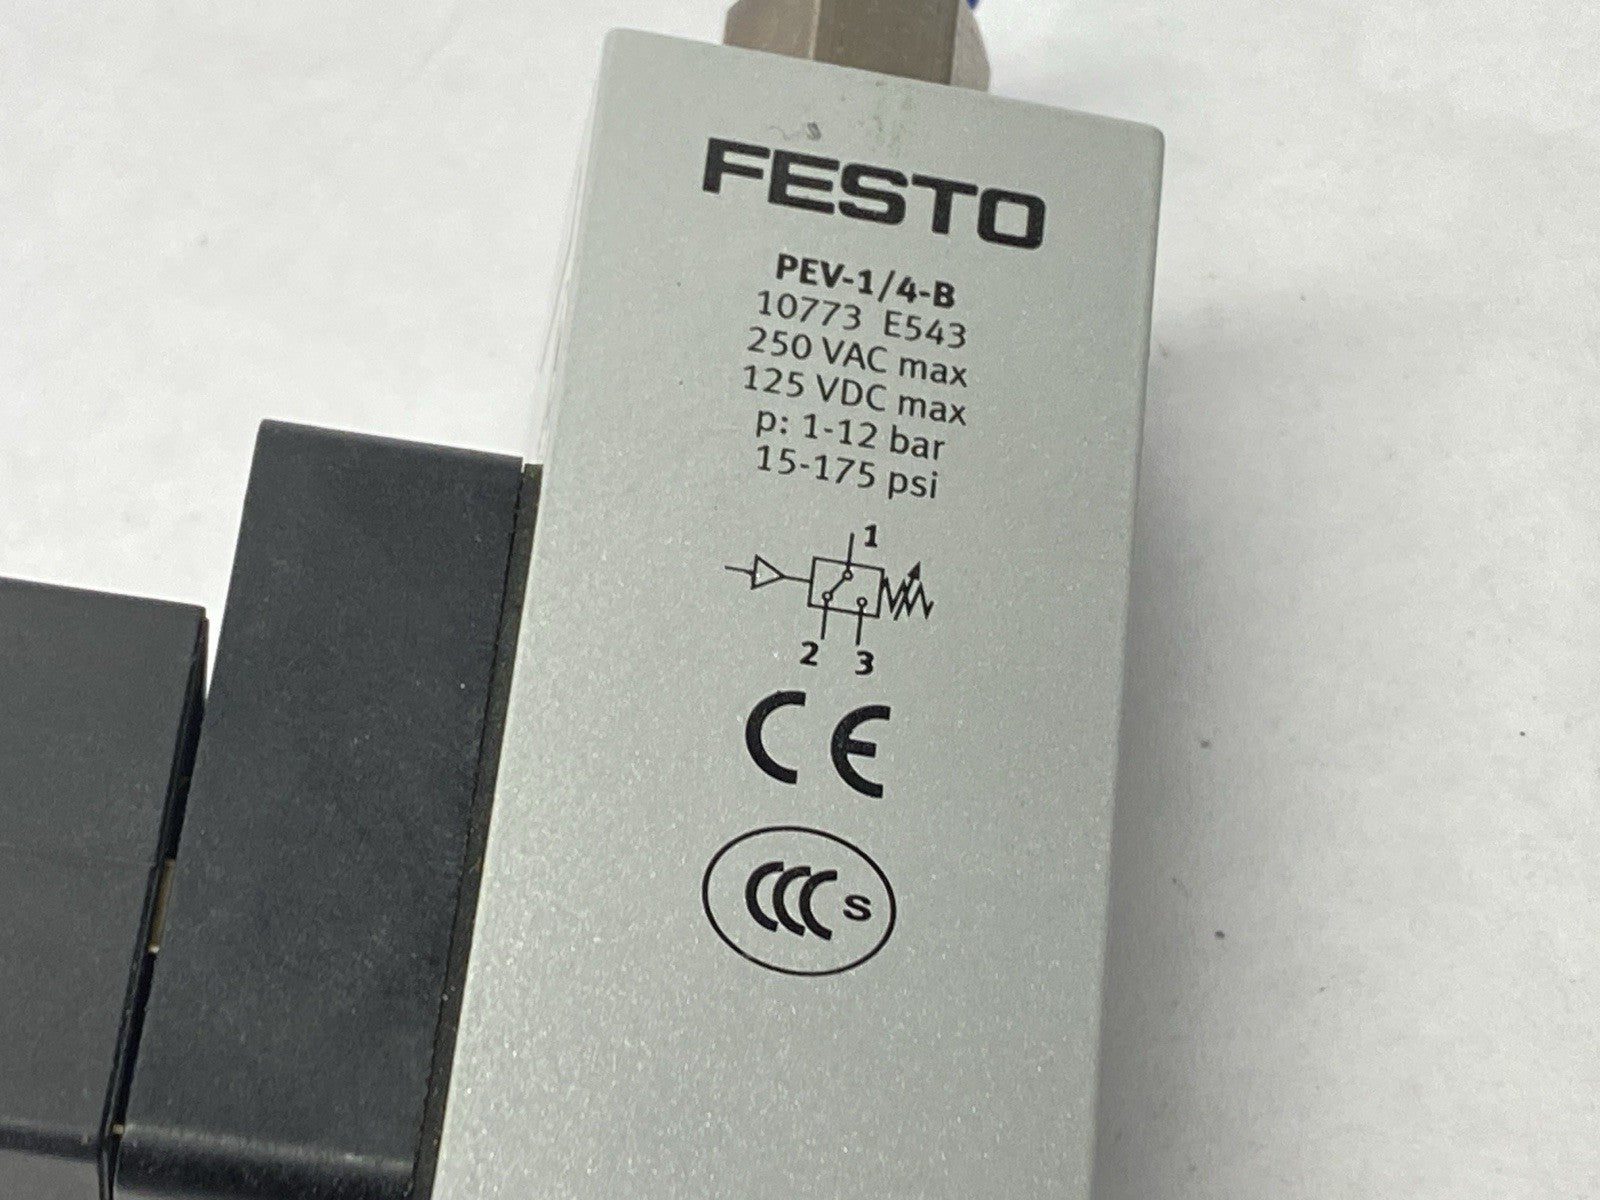 FESTO
PEV-1/4-B
10773 E543
250 VAC max
125 VDC max
p: 1-12 bar
15-175 psi
1
2 3
CE
CCC S